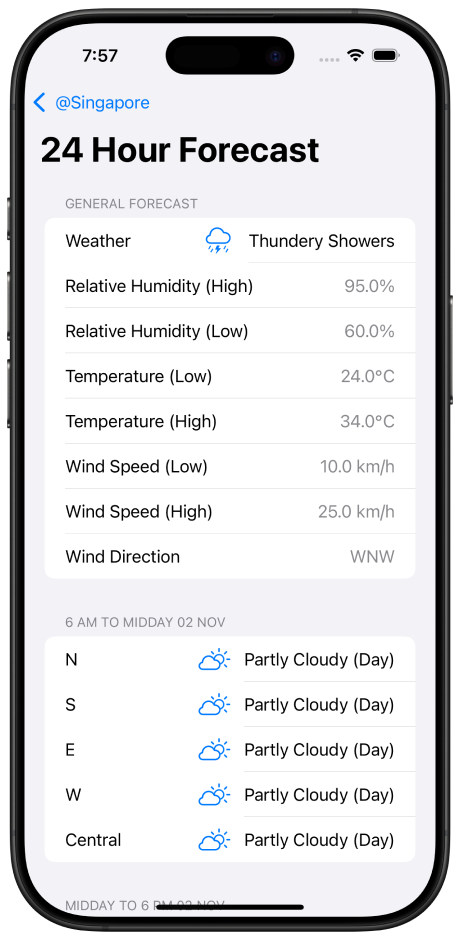 7:57
@Singapore
24 Hour Forecast
GENERAL FORECAST
Weather Thundery Showers
Relative Humidity (High) 95.0%
Relative Humidity (Low) 60.0%
Temperature (Low) 24.0°C
Temperature (High) 34.0°C
Wind Speed (Low) 10.0 km/h
Wind Speed (High) 25.0 km/h
Wind Direction WNW
6 AM TO MIDDAY 02 NOV
N Partly Cloudy (Day)
S Partly Cloudy (Day)
E Partly Cloudy (Day)
W Partly Cloudy (Day)
Central Partly Cloudy (Day)
MIDDAY TO 6 PM 02 NOV